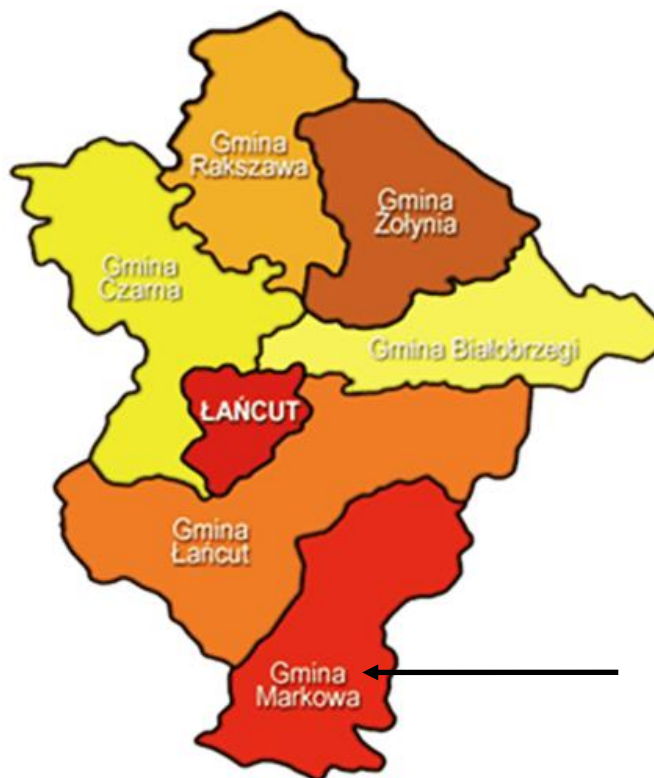 Gmina
Rakszawa
Gmina
Żołynia
Gmina
Czarna
Gmina Białobrzegi
ŁAŃCUT
Gmina
Łańcut
Gmina
Markowa